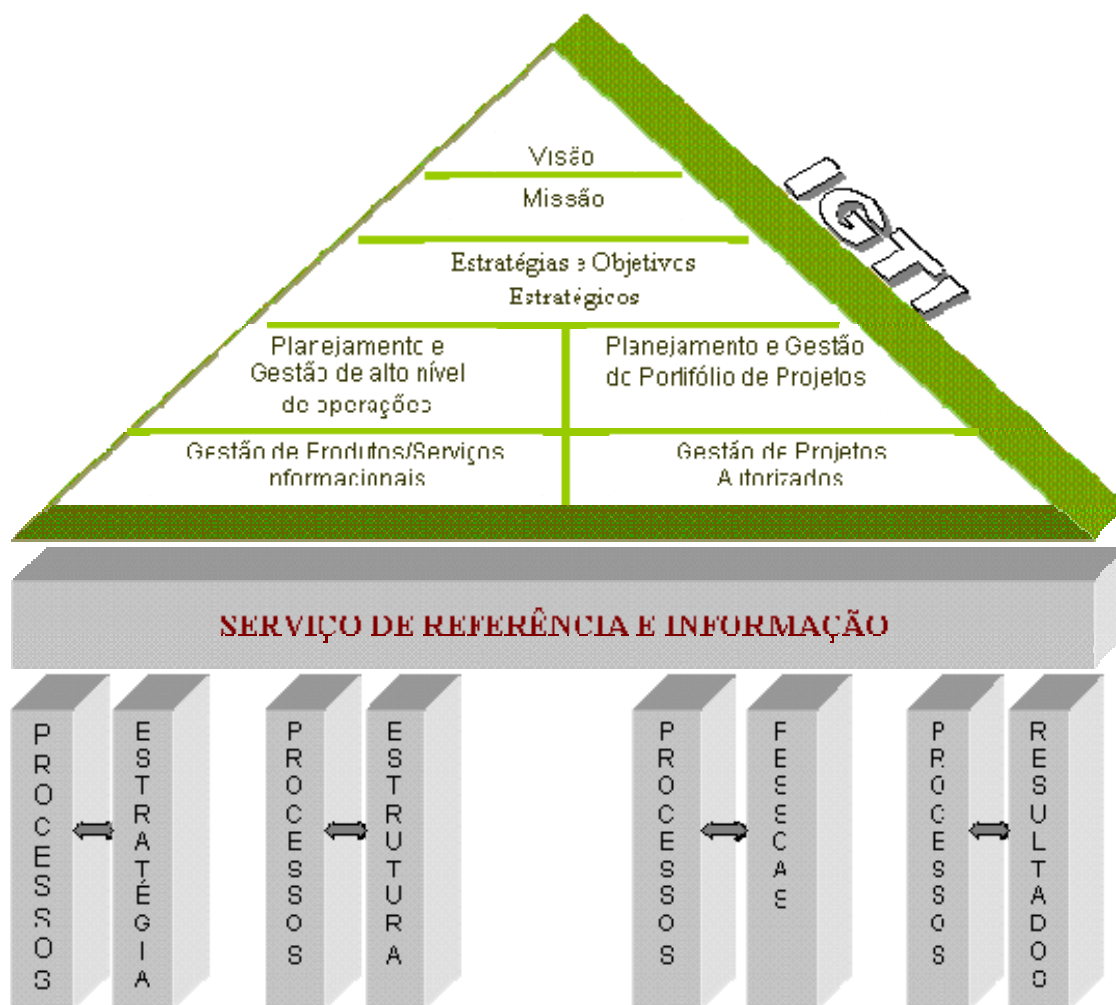 Visão
Missão
IGTI
Estratégias e Objetivos
Estratégicos
Planejamento e
Gestão de alto nível
de operações
Planejamento e Gestão
do Portifólio de Projetos
Gestão de Produtos/Serviços
Informacionais
Gestão de Projetos
Autorizados
SERVIÇO DE REFERÊNCIA E INFORMAÇÃO
PROCESSOS
ESTRATÉGIA
PROCESSOS
ESTRUTURA
PROCESSOS
PESSOAS
PROCESSOS
RESULTADOS